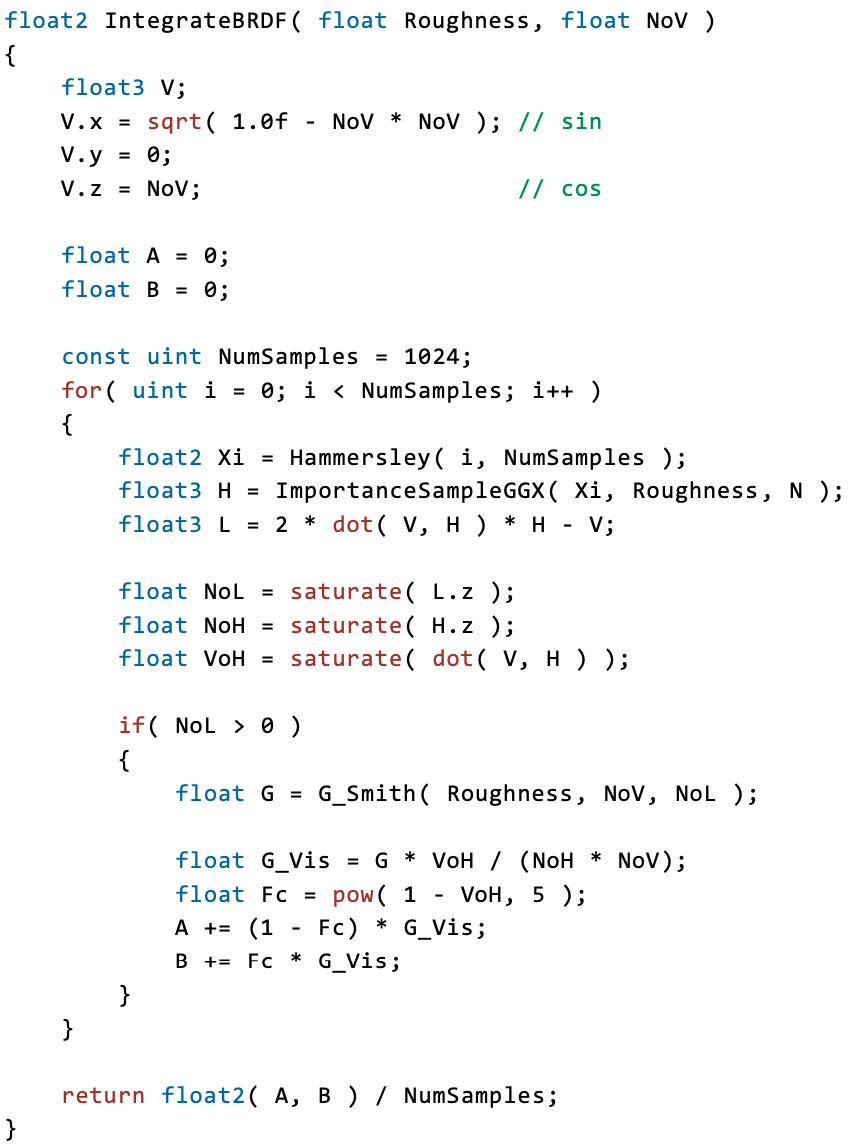 float2 IntegrateBRDF( float Roughness, float NoV )
{
    float3 V;
    V.x = sqrt( 1.0f - NoV * NoV ); // sin
    V.y = 0;
    V.z = NoV;                      // cos

    float A = 0;
    float B = 0;

    const uint NumSamples = 1024;
    for( uint i = 0; i < NumSamples; i++ )
    {
        float2 Xi = Hammersley( i, NumSamples );
        float3 H = ImportanceSampleGGX( Xi, Roughness, N );
        float3 L = 2 * dot( V, H ) * H - V;

        float NoL = saturate( L.z );
        float NoH = saturate( H.z );
        float VoH = saturate( dot( V, H ) );

        if( NoL > 0 )
        {
            float G = G_Smith( Roughness, NoV, NoL );

            float G_Vis = G * VoH / (NoH * NoV);
            float Fc = pow( 1 - VoH, 5 );
            A += (1 - Fc) * G_Vis;
            B += Fc * G_Vis;
        }
    }

    return float2( A, B ) / NumSamples;
}